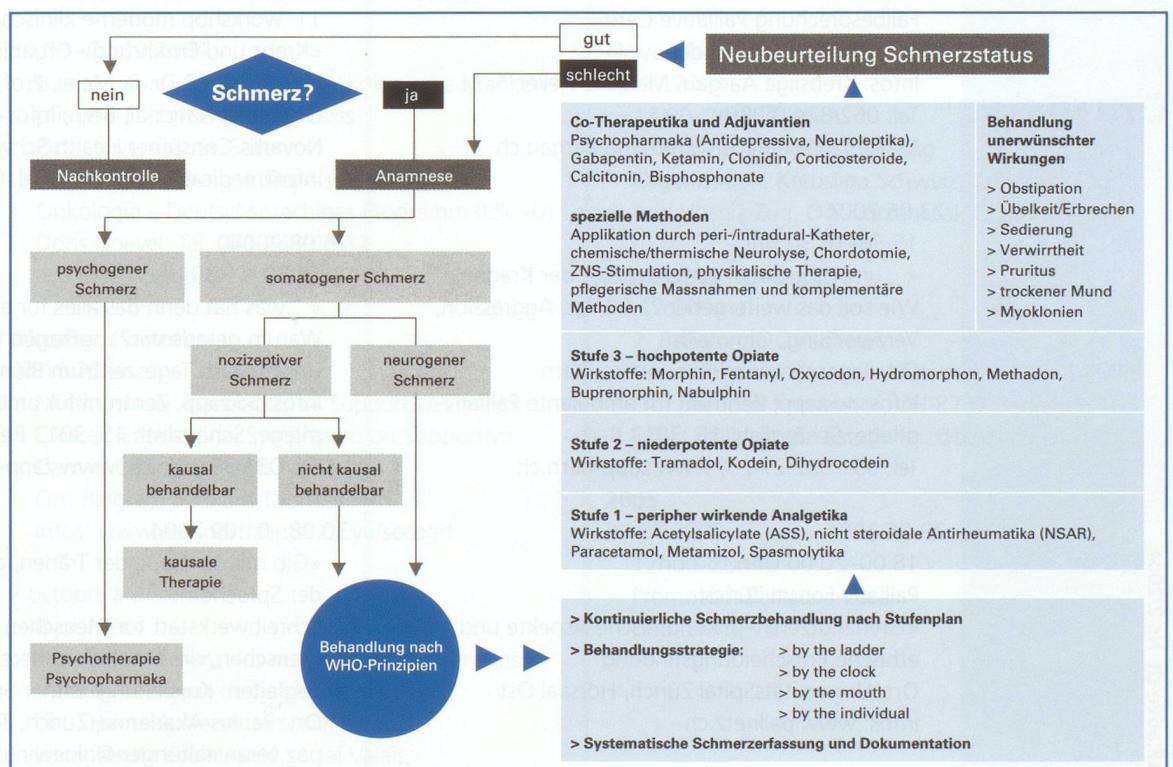 gut
schlecht
Neubeurteilung Schmerzstatus
nein
Schmerz?
ja
Nachkontrolle
Anamnese
psychogener
Schmerz
somatogener Schmerz
nozizeptiver
Schmerz
neurogener
Schmerz
kausal
behandelbar
nicht kausal
behandelbar
kausale
Therapie
Psychotherapie
Psychopharmaka
Behandlung nach
WHO-Prinzipien
Co-Therapeutika und Adjuvantien
Psychopharmaka (Antidepressiva, Neuroleptika),
Gabapentin, Ketamin, Clonidin, Corticosteroide,
Calcitonin, Bisphosphonate
spezielle Methoden
Applikation durch peri-/intradural-Katheter,
chemische/thermische Neurolyse, Chordotomie,
ZNS-Stimulation, physikalische Therapie,
pflegerische Massnahmen und komplementäre
Methoden
Behandlung
unerwünschter
Wirkungen
> Obstipation
> Übelkeit/Erbrechen
> Sedierung
> Verwirrtheit
> Pruritus
> trockener Mund
> Myoklonien
Stufe 3 – hochpotente Opiate
Wirkstoffe: Morphin, Fentanyl, Oxycodon, Hydromorphon, Methadon,
Buprenorphin, Nabulphin
Stufe 2 – niederpotente Opiate
Wirkstoffe: Tramadol, Kodein, Dihydrocodein
Stufe 1 – peripher wirkende Analgetika
Wirkstoffe: Acetylsalicylate (ASS), nicht steroidale Antirheumatika (NSAR),
Paracetamol, Metamizol, Spasmolytika
> Kontinuierliche Schmerzbehandlung nach Stufenplan
> Behandlungsstrategie: > by the ladder
> by the clock
> by the mouth
> by the individual
> Systematische Schmerzerfassung und Dokumentation